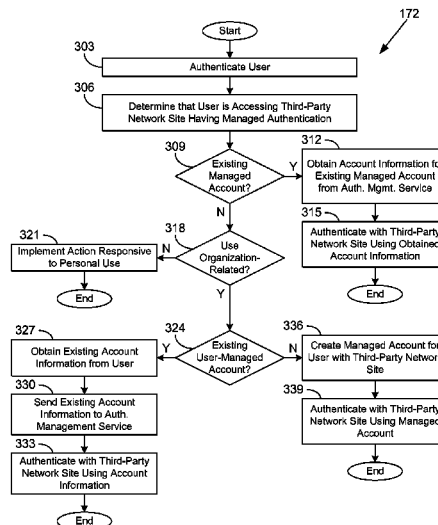 Start
172
303
Authenticate User
306
Determine that User is Accessing Third-Party
Network Site Having Managed Authentication
309
Existing
Managed
Account?
Y
N
312
Obtain Account Information for
Existing Managed Account
from Auth. Mgmt. Service
315
Authenticate with Third-Party
Network Site Using Obtained
Account Information
End
318
Use
Organization-
Related?
N
Y
321
Implement Action Responsive
to Personal Use
End
324
Existing
User-Managed
Account?
Y
N
327
Obtain Existing Account
Information from User
330
Send Existing Account
Information to Auth.
Management Service
333
Authenticate with Third-Party
Network Site Using Account
Information
End
336
Create Managed Account for
User with Third-Party Network
Site
339
Authenticate with Third-Party
Network Site Using Managed
Account
End